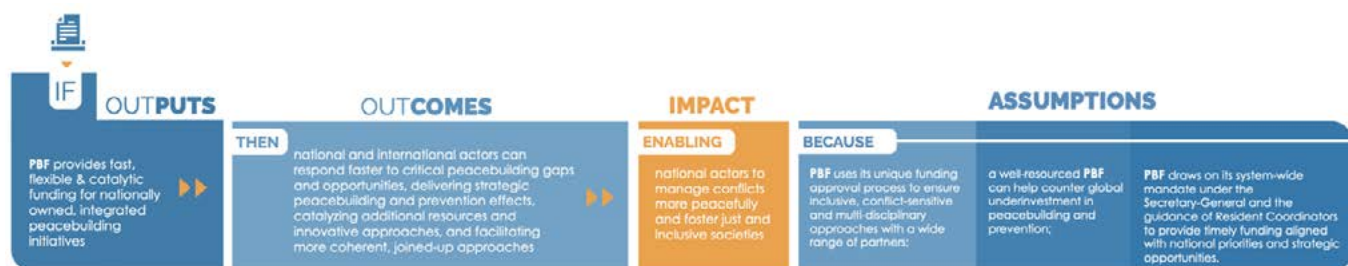 IF
OUTPUTS
PBF provides fast,
flexible & catalytic
funding for nationally
owned, integrated
peacebuilding
initiatives
OUTCOMES
THEN
national and international actors can
respond faster to critical peacebuilding gaps
and opportunities, delivering strategic
peacebuilding and prevention effects,
catalyzing additional resources and
innovative approaches, and facilitating
more coherent, joined-up approaches
IMPACT
ENABLING
national actors to
manage conflicts
more peacefully
and foster just and
inclusive societies
ASSUMPTIONS
BECAUSE
PBF uses its unique funding
approval process to ensure
inclusive, conflict-sensitive
and multi-disciplinary
approaches with a wide
range of partners;
a well-resourced PBF
can help counter global
underinvestment in
peacebuilding and
prevention;
PBF draws on its system-wide
mandate under the
Secretary-General and the
guidance of Resident Coordinators
to provide timely funding aligned
with national priorities and strategic
opportunities.